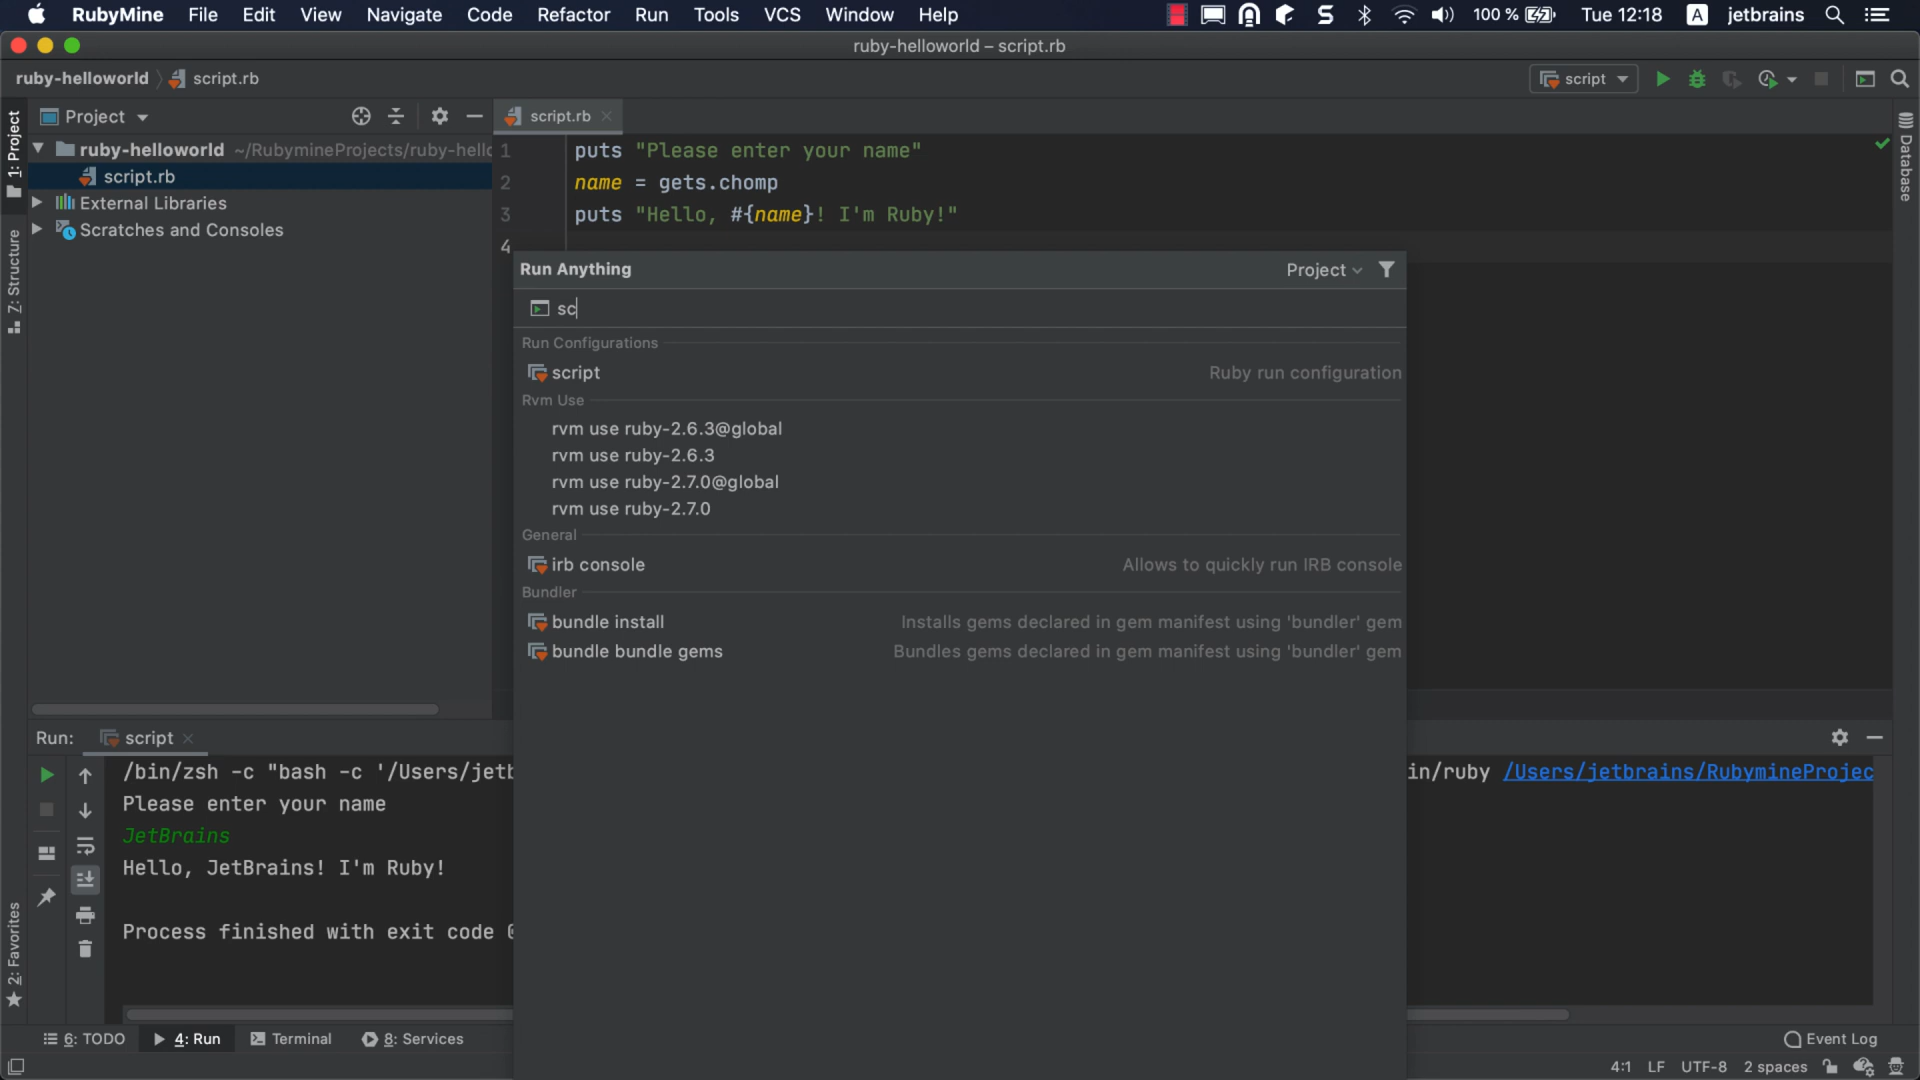 RubyMine File Edit View Navigate Code Refactor Run Tools VCS Window Help 100 % Tue 12:18 A jetbrains
ruby-helloworld – script.rb
ruby-helloworld script.rb script
1: Project
Project
script.rb
ruby-helloworld ~/RubymineProjects/ruby-hello
script.rb
External Libraries
Scratches and Consoles
Z: Structure
2: Favorites
Database
1 puts "Please enter your name"
2 name = gets.chomp
3 puts "Hello, #{name}! I'm Ruby!"
4
Run Anything Project
sc
Run Configurations
script Ruby run configuration
Rvm Use
rvm use ruby-2.6.3@global
rvm use ruby-2.6.3
rvm use ruby-2.7.0@global
rvm use ruby-2.7.0
General
irb console Allows to quickly run IRB console
Bundler
bundle install Installs gems declared in gem manifest using 'bundler' gem
bundle bundle gems Bundles gems declared in gem manifest using 'bundler' gem
Run: script
/bin/zsh -c "bash -c '/Users/jetb in/ruby /Users/jetbrains/RubymineProjec
Please enter your name
JetBrains
Hello, JetBrains! I'm Ruby!
Process finished with exit code
6: TODO 4: Run Terminal 8: Services Event Log
4:1 LF UTF-8 2 spaces